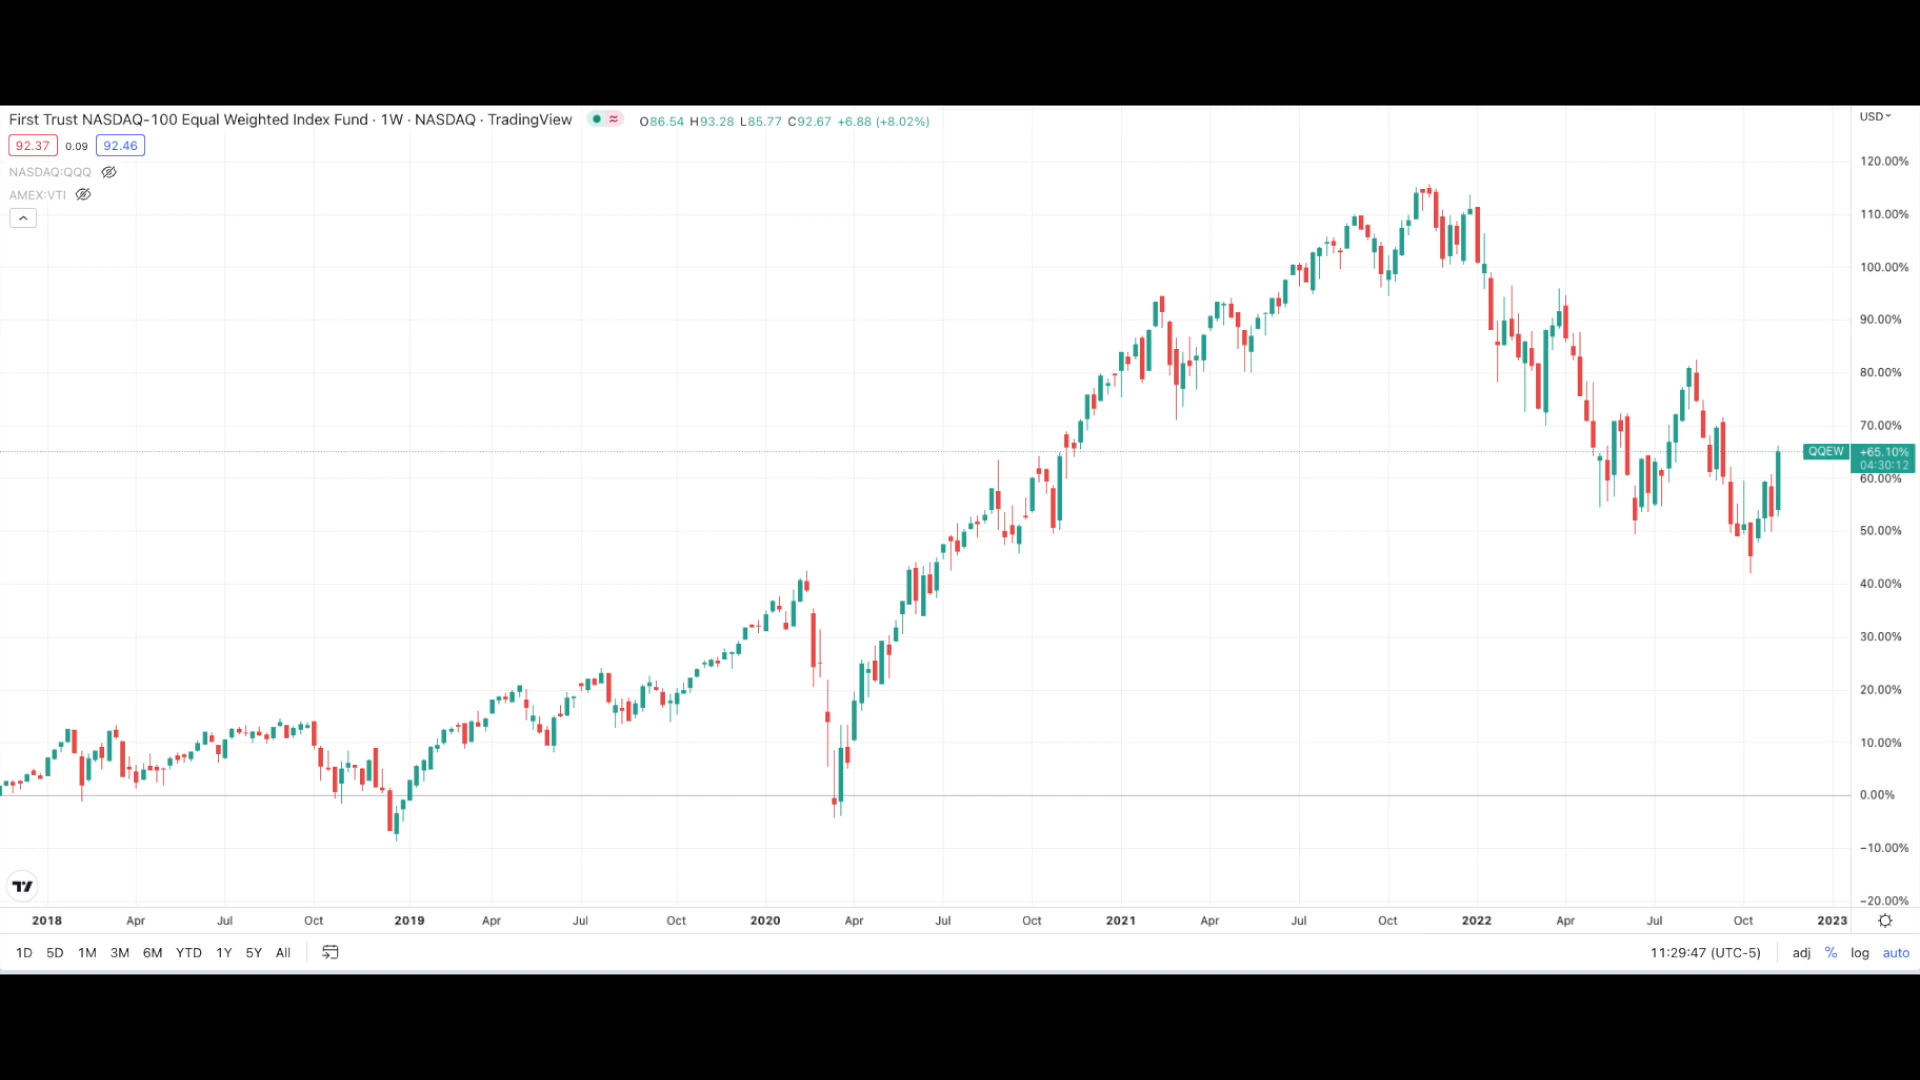 First Trust NASDAQ-100 Equal Weighted Index Fund · 1W · NASDAQ · TradingView ≈ O86.54 H93.28 L85.77 C92.67 +6.88 (+8.02%)
USD
92.37 0.09 92.46
NASDAQ:QQQ
AMEX:VTI
120.00%
110.00%
100.00%
90.00%
80.00%
70.00%
QQEW +65.10%
04:30:12
60.00%
50.00%
40.00%
30.00%
20.00%
10.00%
0.00%
−10.00%
−20.00%
2018 Apr Jul Oct 2019 Apr Jul Oct 2020 Apr Jul Oct 2021 Apr Jul Oct 2022 Apr Jul Oct 2023
1D 5D 1M 3M 6M YTD 1Y 5Y All 11:29:47 (UTC-5) adj % log auto